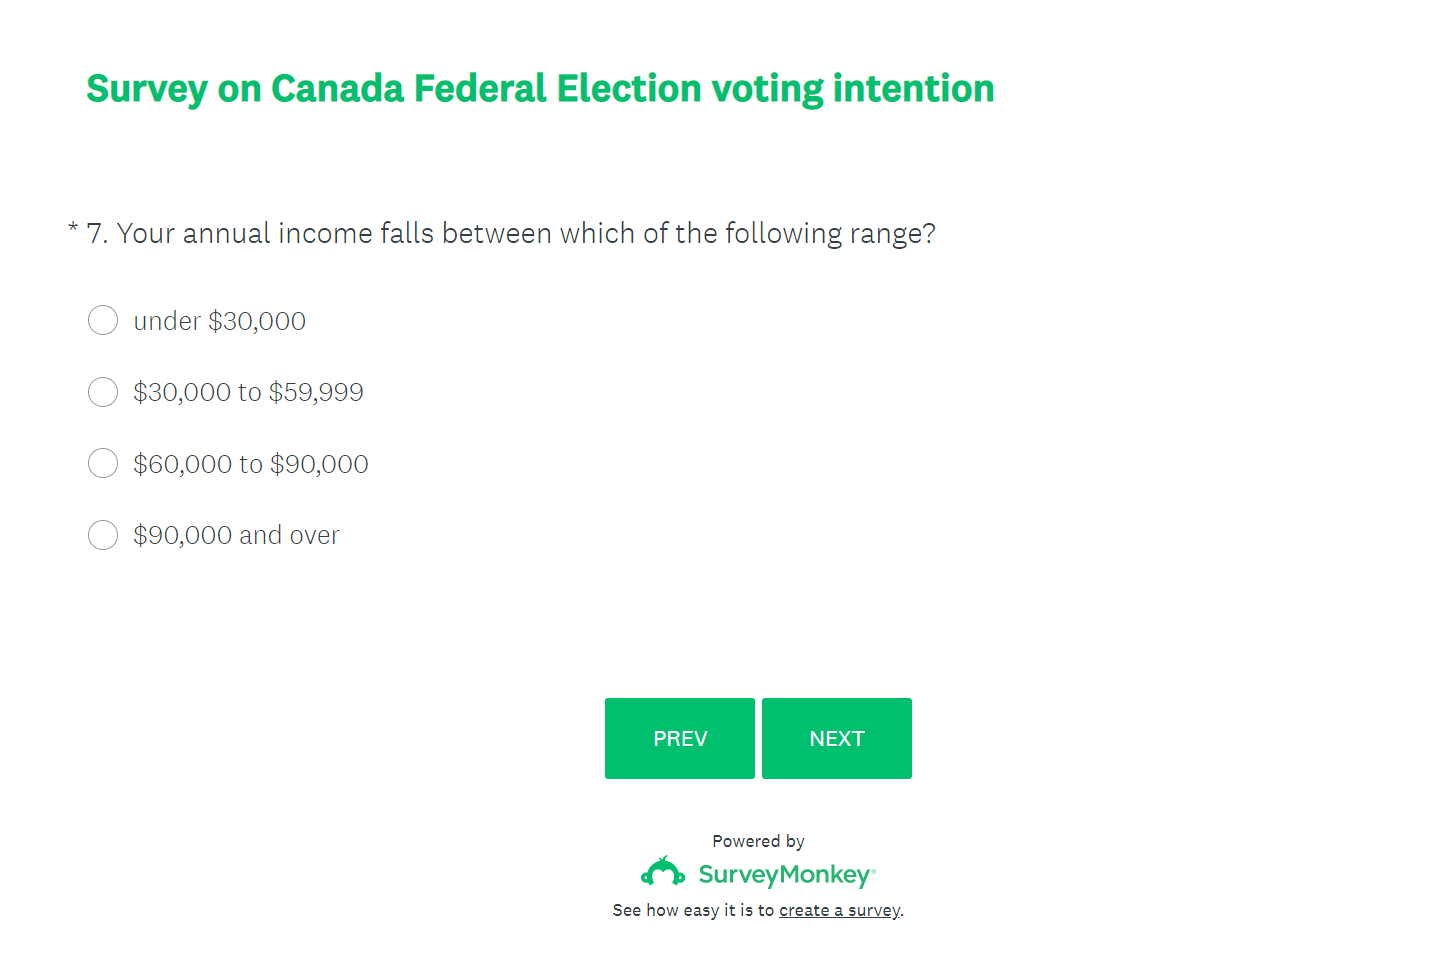 Survey on Canada Federal Election voting intention
* 7. Your annual income falls between which of the following range?
under $30,000
$30,000 to $59,999
$60,000 to $90,000
$90,000 and over
PREV
NEXT
Powered by
SurveyMonkey®
See how easy it is to create a survey.